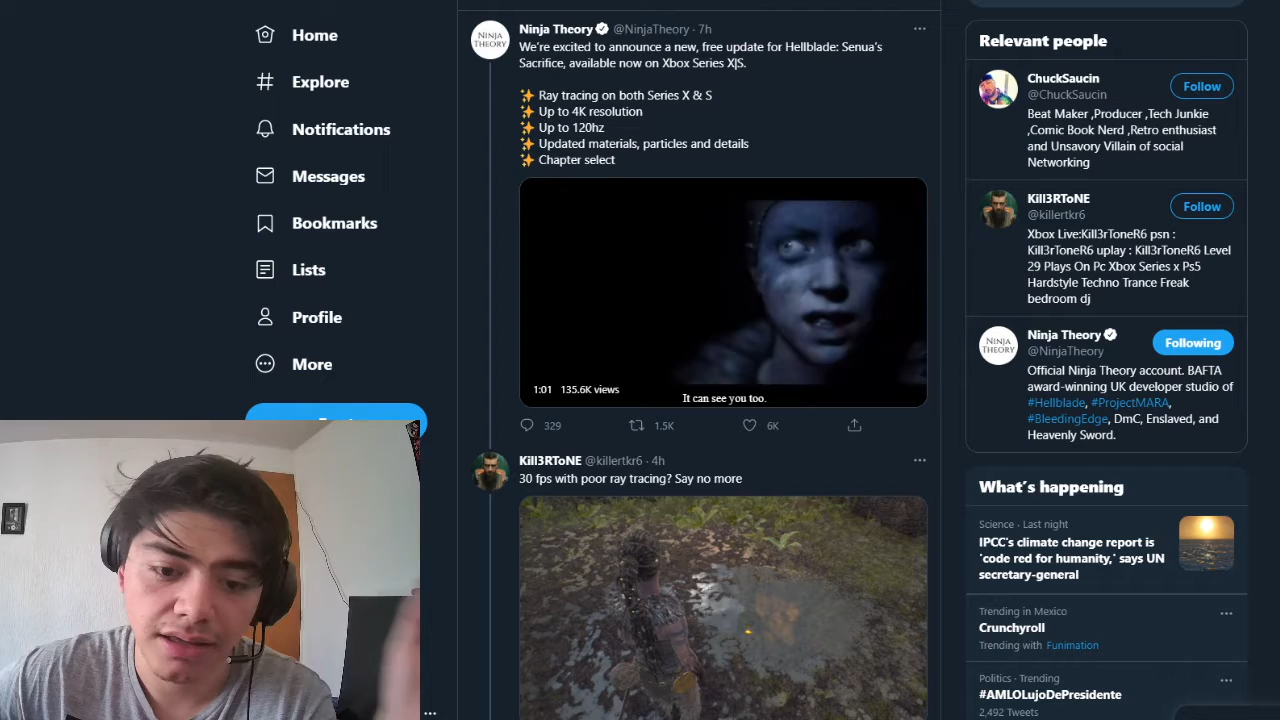 Home
Explore
Notifications
Messages
Bookmarks
Lists
Profile
More
NINJA
THEORY
Ninja Theory @NinjaTheory · 7h
We're excited to announce a new, free update for Hellblade: Senua's
Sacrifice, available now on Xbox Series X|S.
✨ Ray tracing on both Series X & S
✨ Up to 4K resolution
✨ Up to 120hz
✨ Updated materials, particles and details
✨ Chapter select
1:01 135.6K views
It can see you too.
329 1.5K 6K
Kill3RToNE @killertkr6 · 4h
30 fps with poor ray tracing? Say no more
Relevant people
ChuckSaucin
@ChuckSaucin
Follow
Beat Maker ,Producer ,Tech Junkie
,Comic Book Nerd ,Retro enthusiast
and Unsavory Villain of social
Networking
Kill3RToNE
@killertkr6
Follow
Xbox Live:Kill3rToneR6 psn :
Kill3rToneR6 uplay : Kill3rToneR6 Level
29 Plays On Pc Xbox Series x Ps5
Hardstyle Techno Trance Freak
bedroom dj
NINJA
THEORY
Ninja Theory
@NinjaTheory
Following
Official Ninja Theory account. BAFTA
award-winning UK developer studio of
#Hellblade, #ProjectMARA,
#BleedingEdge, DmC, Enslaved, and
Heavenly Sword.
What's happening
Science · Last night
IPCC's climate change report is
'code red for humanity,' says UN
secretary-general
Trending in Mexico
Crunchyroll
Trending with Funimation
Politics · Trending
#AMLOLujoDePresidente
2,492 Tweets